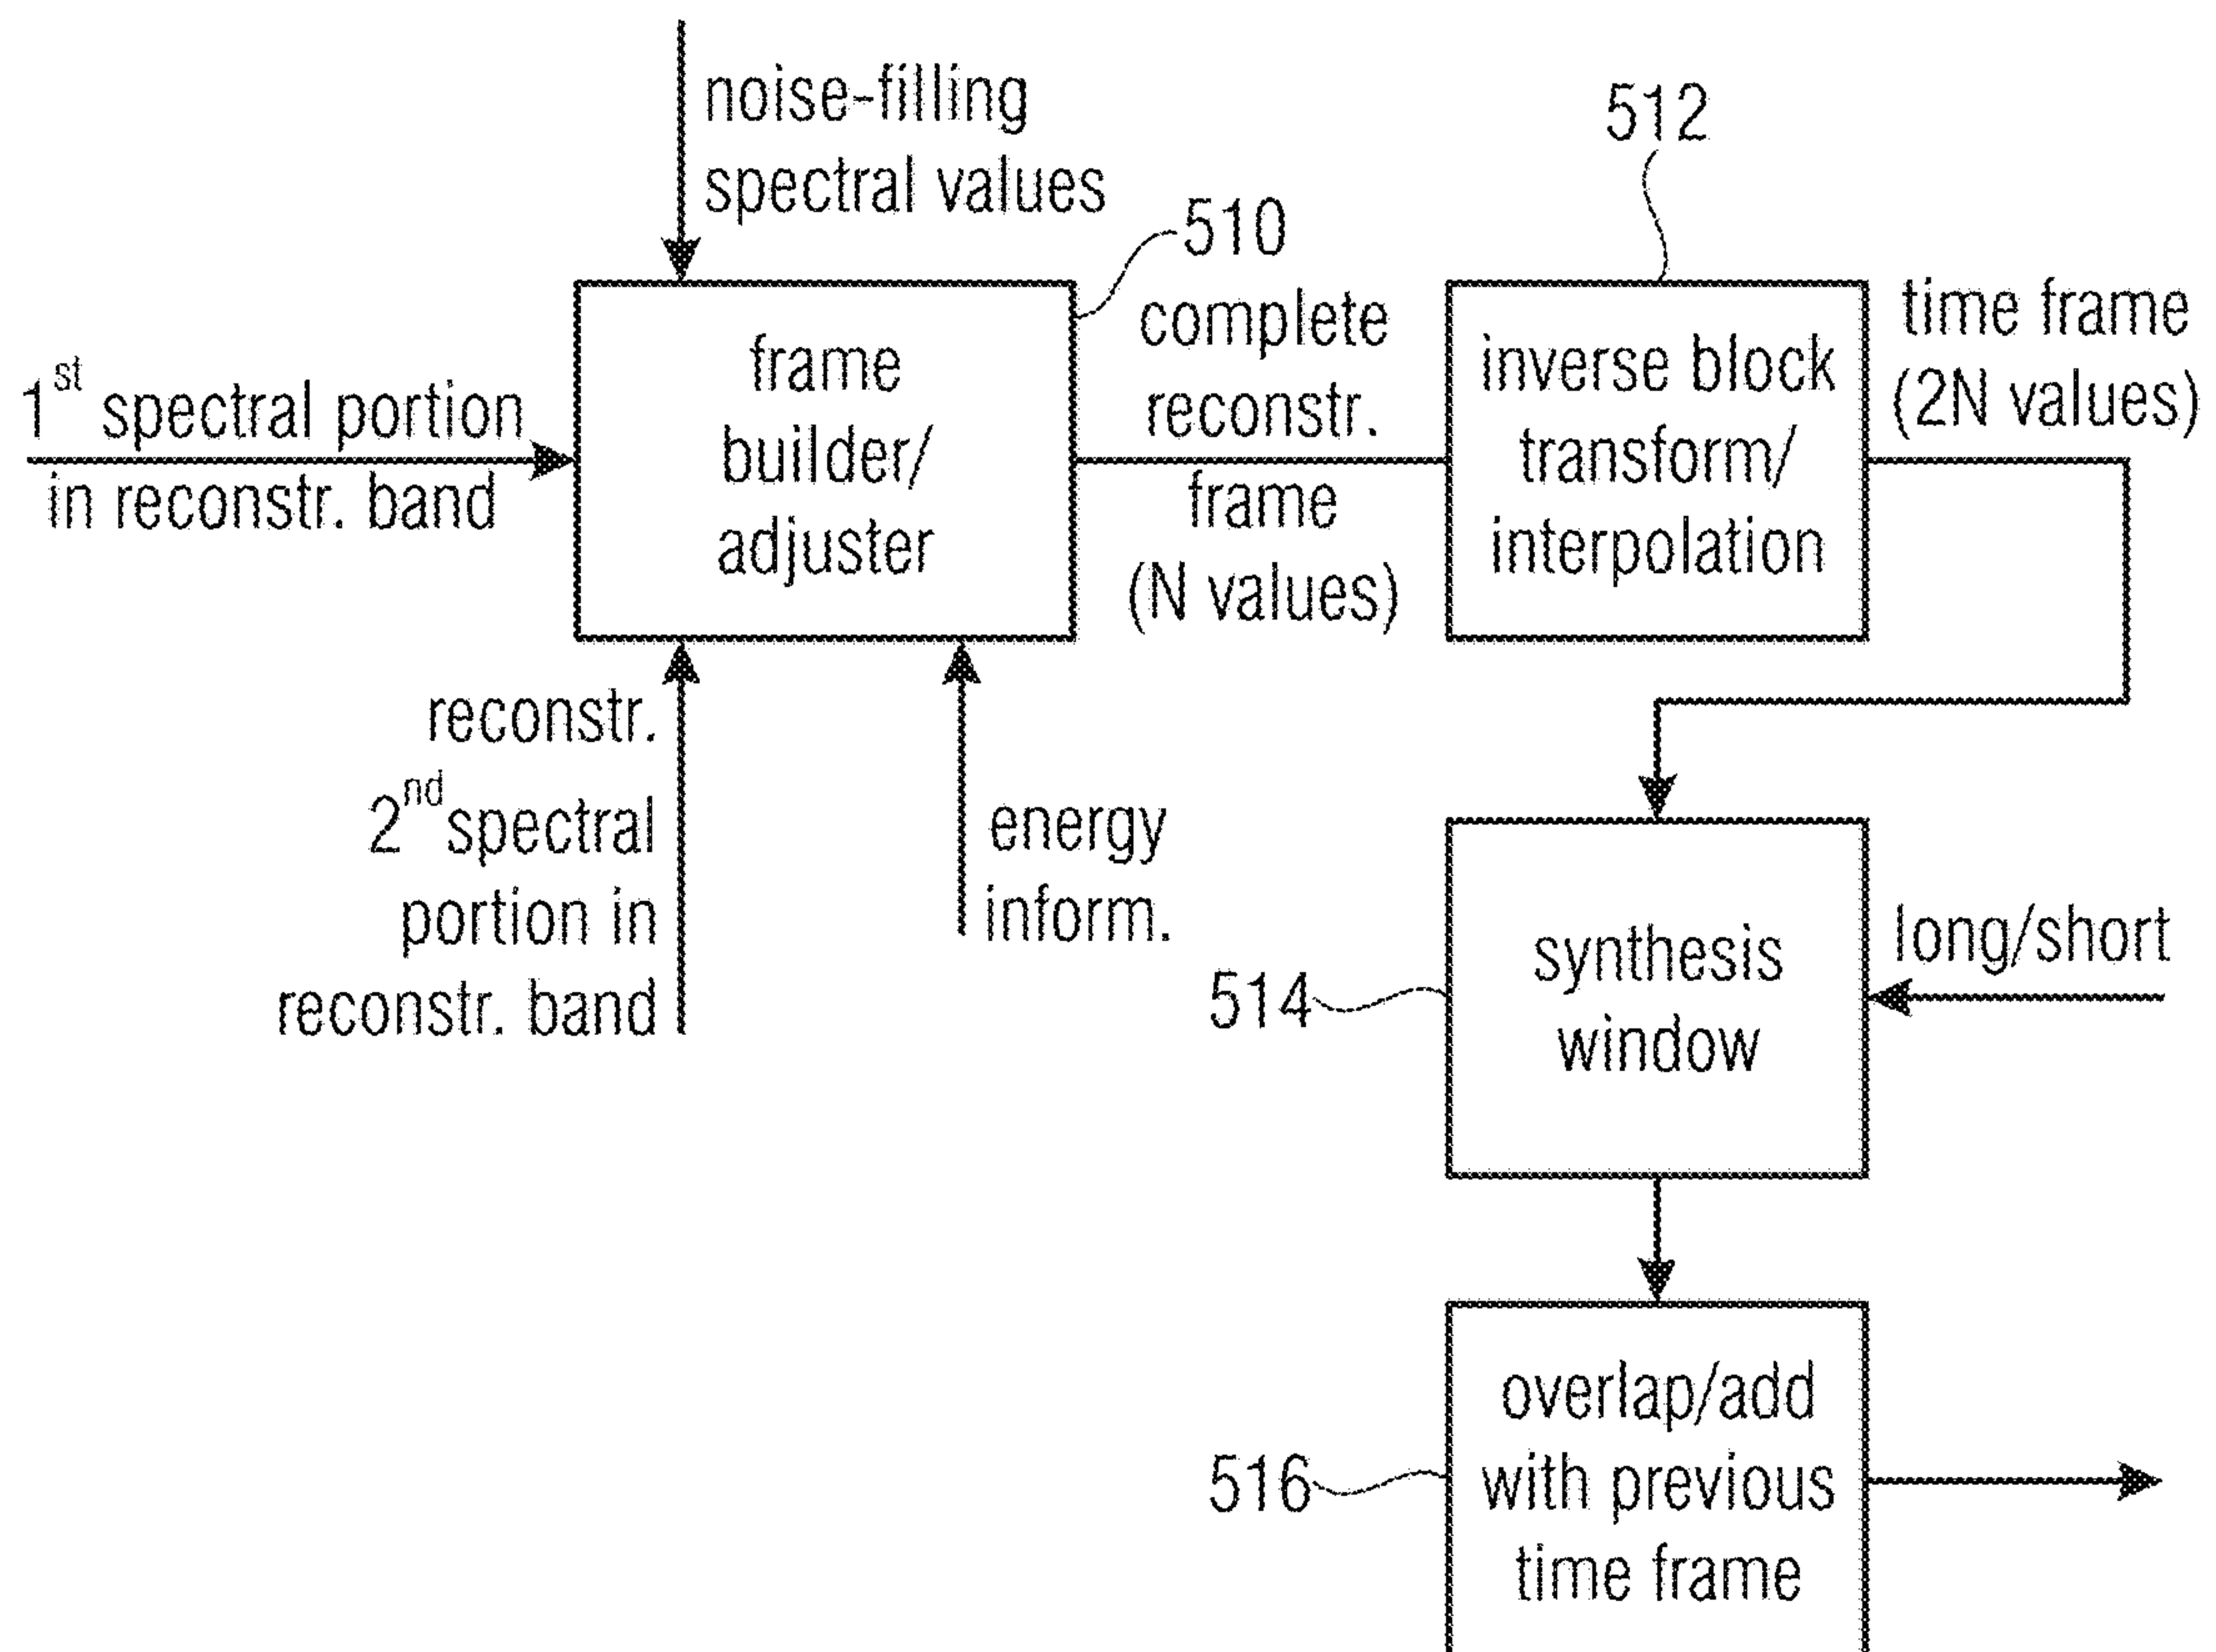 noise-filling
spectral values
512
510
1st spectral portion
in reconstr. band
frame
builder/
adjuster
complete
reconstr.
frame
(N values)
inverse block
transform/
interpolation
time frame
(2N values)
reconstr.
2nd spectral
portion in
reconstr. band
energy
inform.
514
synthesis
window
long/short
516
overlap/add
with previous
time frame